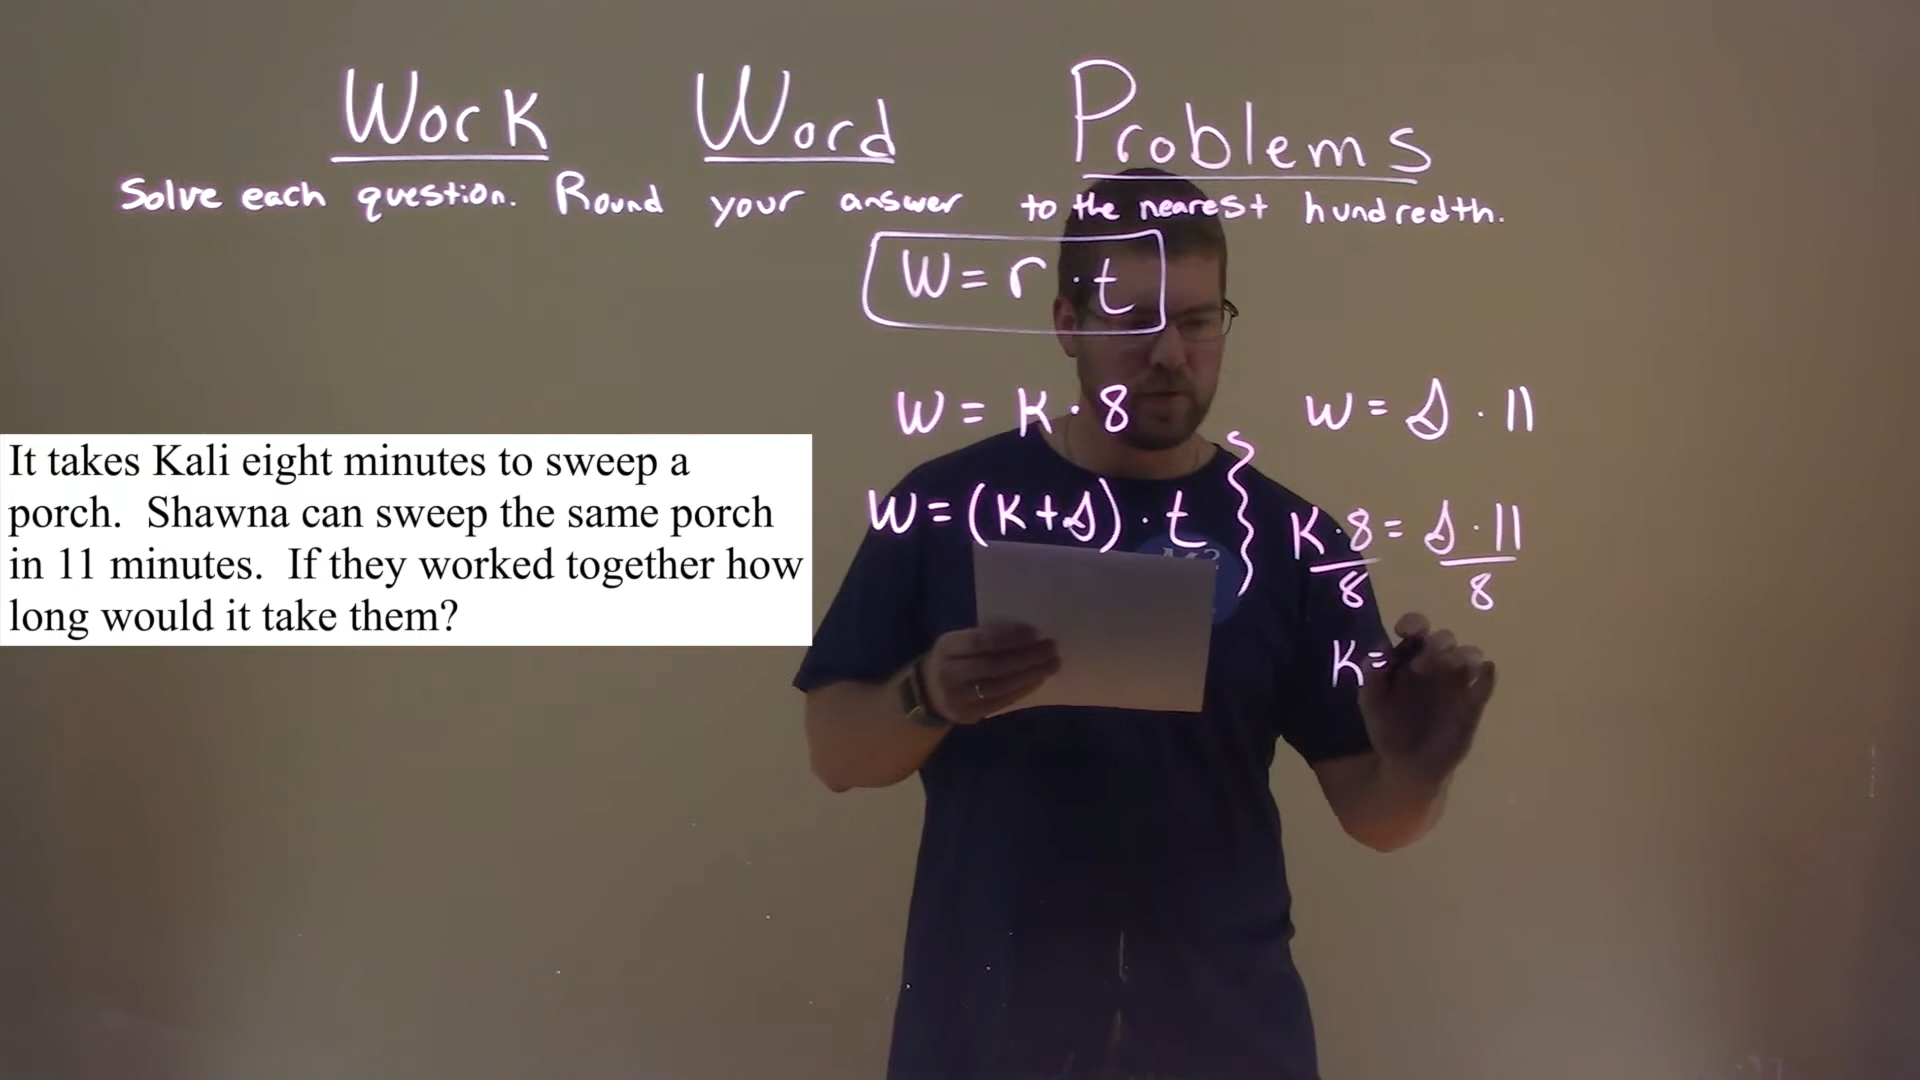 Work Word Problems
Solve each question. Round your answer to the nearest hundredth.
W = r · t
It takes Kali eight minutes to sweep a
porch. Shawna can sweep the same porch
in 11 minutes. If they worked together how
long would it take them?
W = K · 8
W = (K + S) · t
W = S · 11
K · 8 = S · 11
8 8
K =